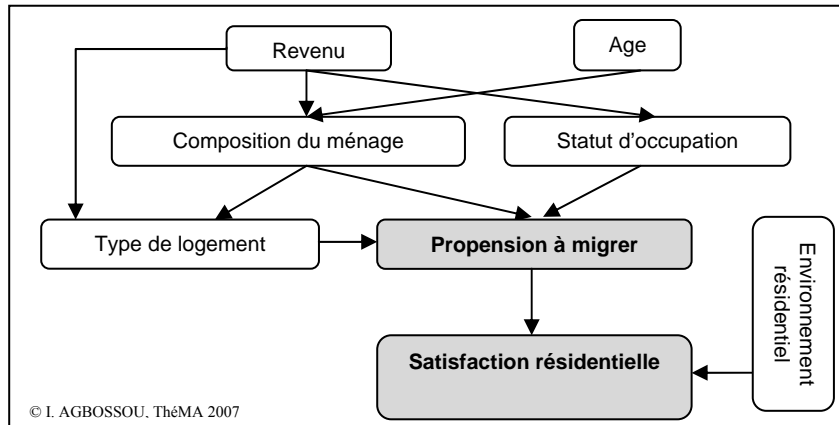 Revenu
Age
Composition du ménage
Statut d'occupation
Type de logement
Propension à migrer
Environnement
résidentiel
Satisfaction résidentielle
© I. AGBOSSOU, ThéMA 2007